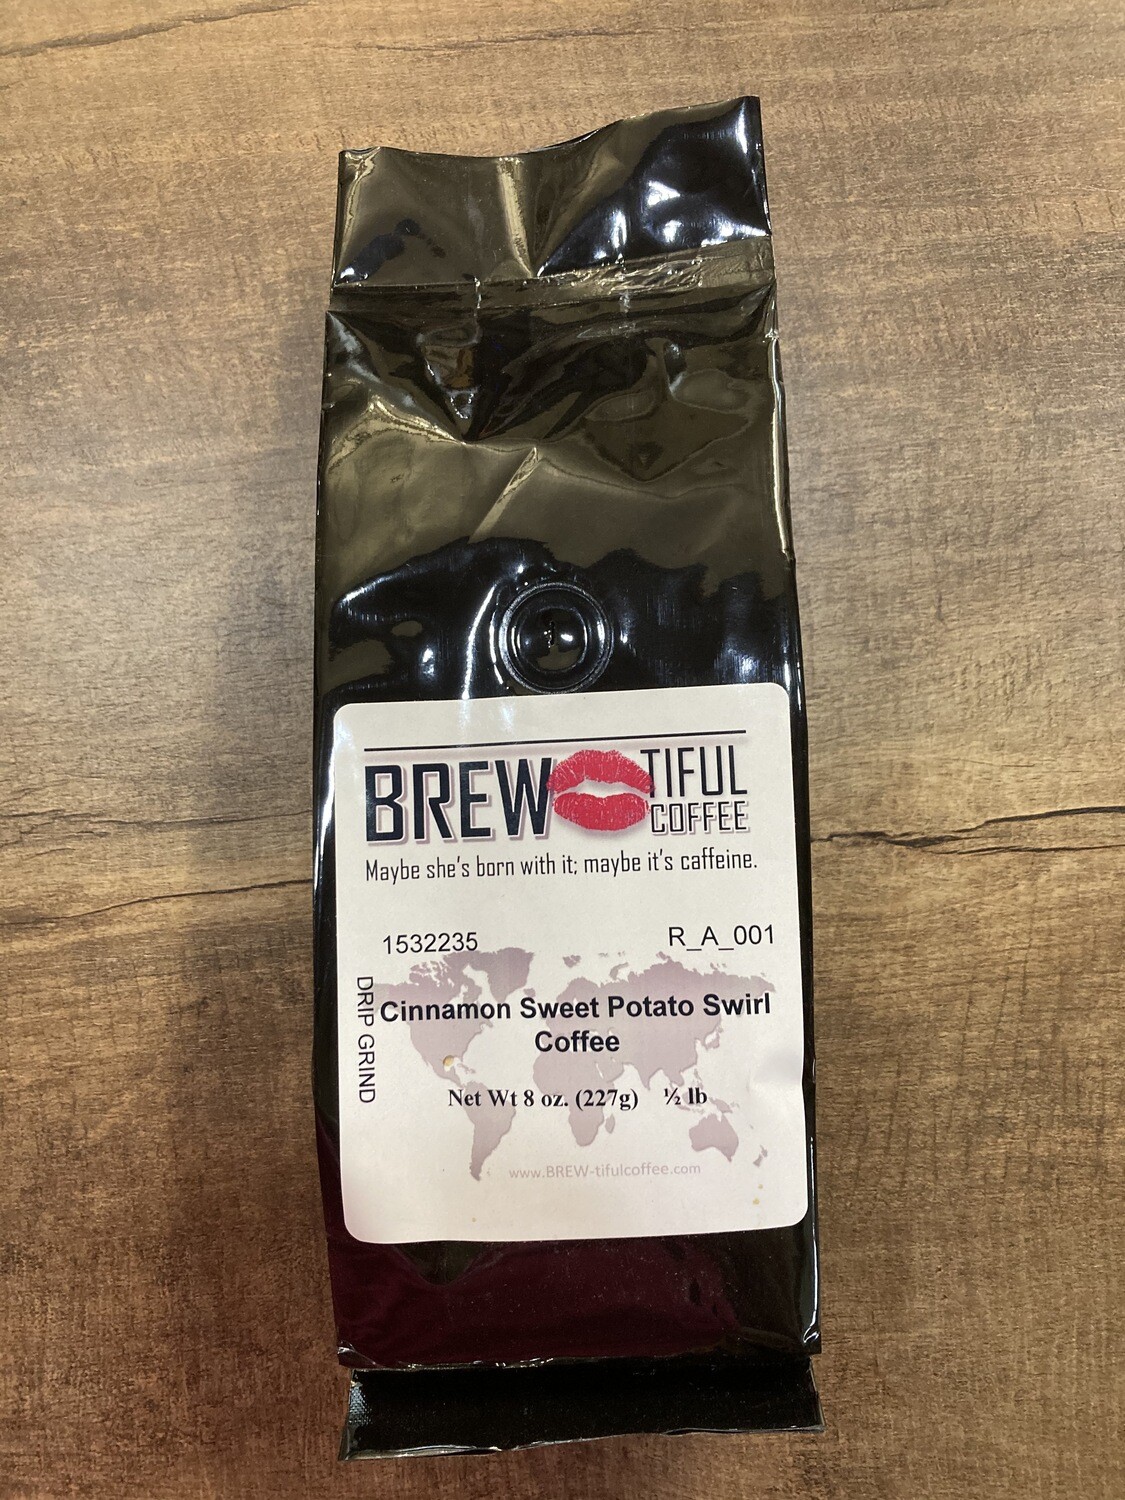 BREW TIFUL
COFFEE
Maybe she's born with it; maybe it's caffeine.
1532235 R_A_001
DRIP GRIND
Cinnamon Sweet Potato Swirl
Coffee
Net Wt 8 oz. (227g) ½ lb
www.BREW-tifulcoffee.com